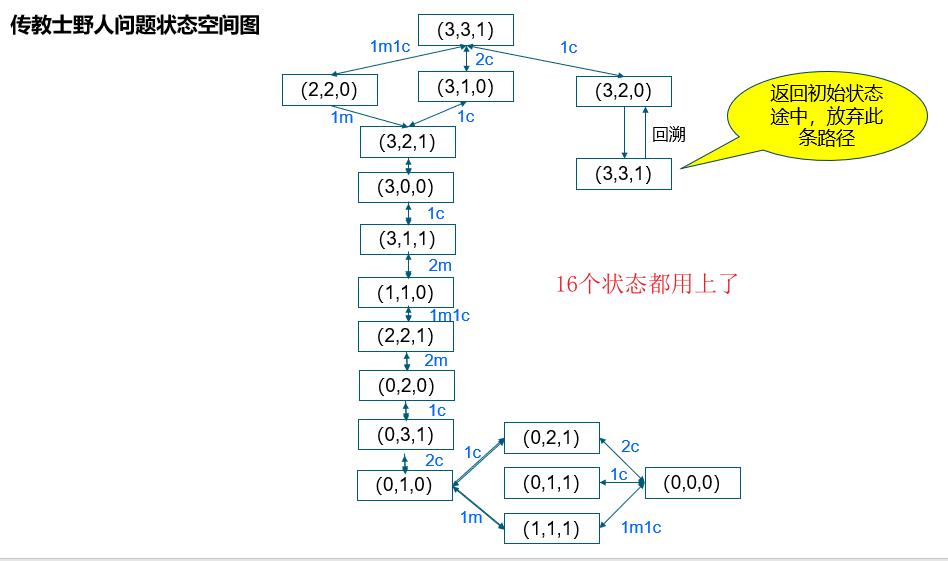 传教士野人问题状态空间图
(3,3,1)
1m1c
2c
1c
(2,2,0)
(3,1,0)
(3,2,0)
返回初始状态
途中，放弃此
条路径
1m
1c
回溯
(3,2,1)
(3,3,1)
(3,0,0)
1c
(3,1,1)
2m
16个状态都用上了
(1,1,0)
1m1c
(2,2,1)
2m
(0,2,0)
1c
(0,3,1)
2c
(0,1,0)
1c
(0,2,1)
2c
(0,1,1)
1c
(0,0,0)
1m
(1,1,1)
1m1c